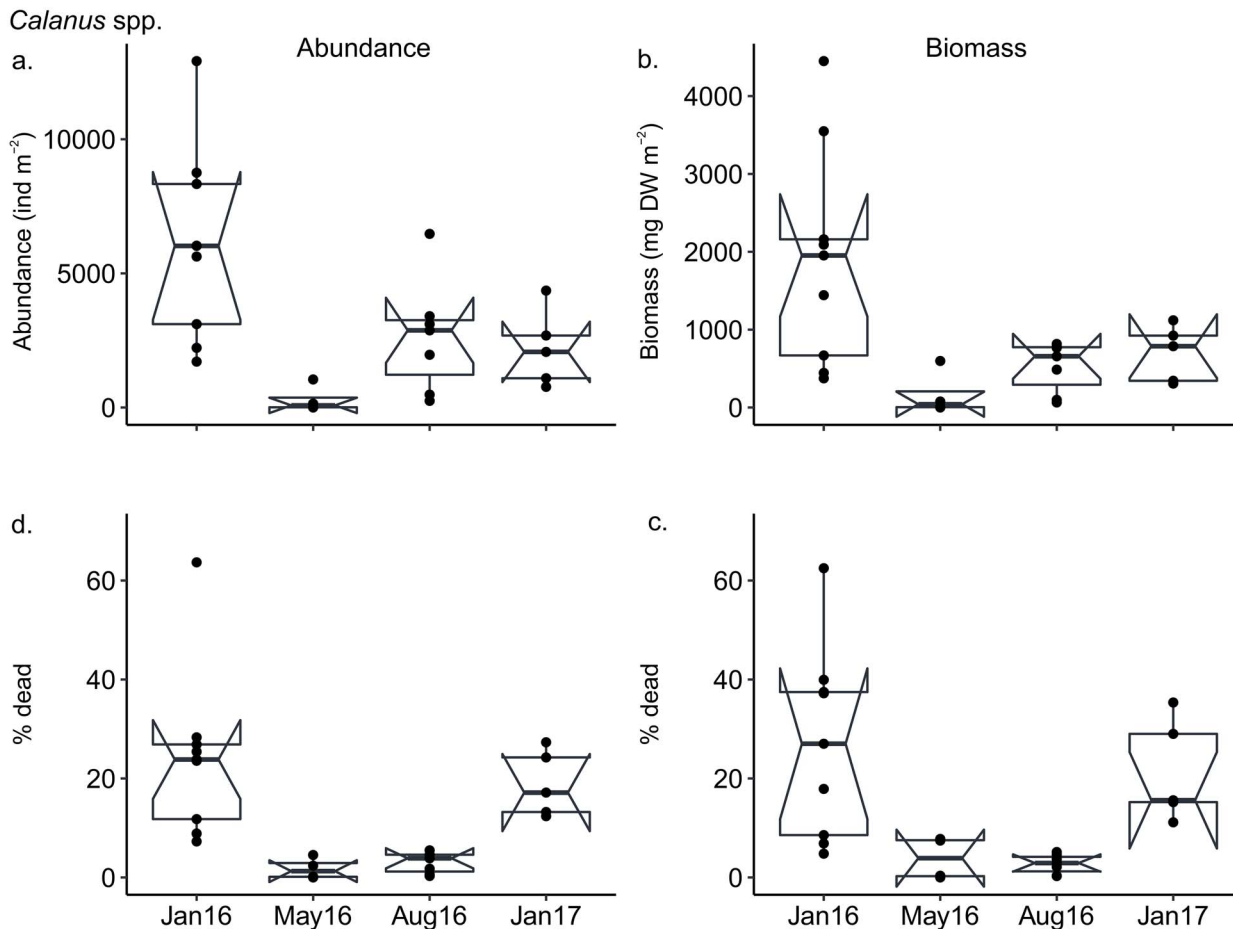 Calanus spp.
a.
Abundance
b.
Biomass
Abundance (ind m⁻²)
10000
5000
0
Biomass (mg DW m⁻²)
4000
3000
2000
1000
0
d.
c.
% dead
60
40
20
0
% dead
60
40
20
0
Jan16 May16 Aug16 Jan17
Jan16 May16 Aug16 Jan17